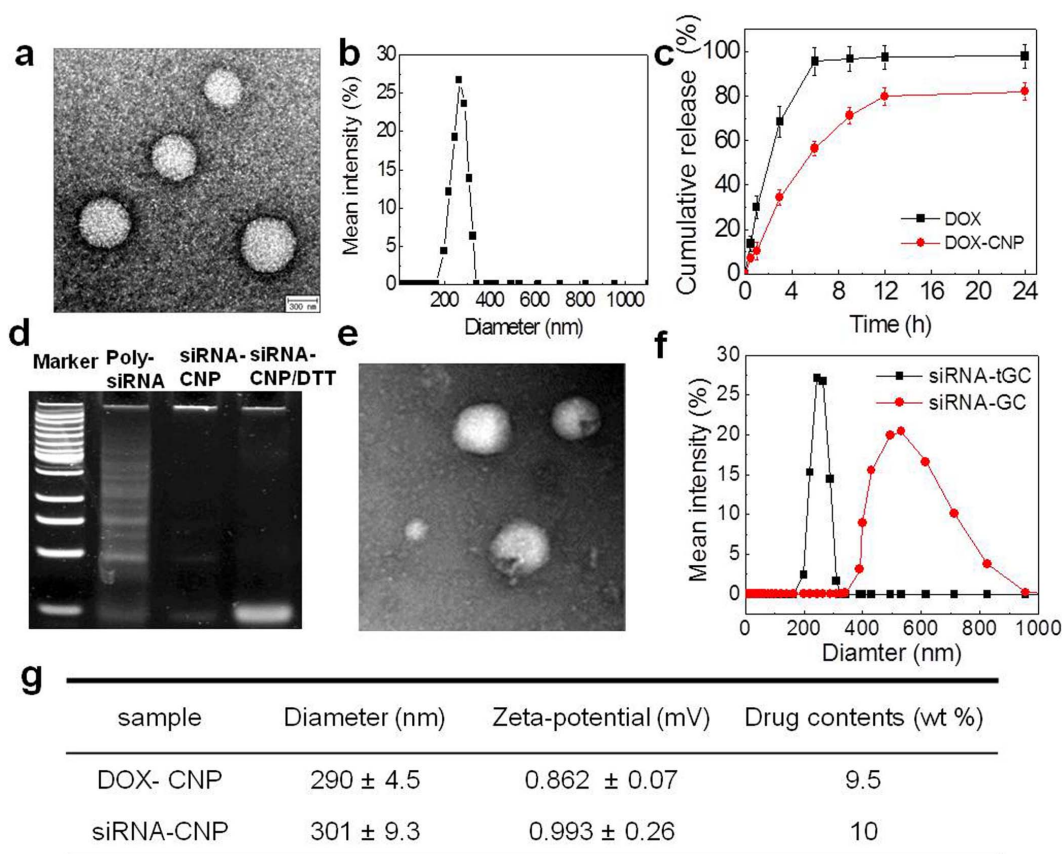 a
300 nm
b
30
25
20
15
10
5
0
Mean intensity (%)
0 200 400 600 800 1000
Diameter (nm)
c
100
80
60
40
20
0
Cumulative release (%)
DOX
DOX-CNP
0 4 8 12 16 20 24
Time (h)
d
Marker Poly-siRNA siRNA-CNP siRNA-CNP/DTT
e
f
30
25
20
15
10
5
0
Mean intensity (%)
siRNA-tGC
siRNA-GC
0 200 400 600 800 1000
Diamter (nm)
g
sample Diameter (nm) Zeta-potential (mV) Drug contents (wt %)
DOX- CNP 290 ± 4.5 0.862 ± 0.07 9.5
siRNA-CNP 301 ± 9.3 0.993 ± 0.26 10